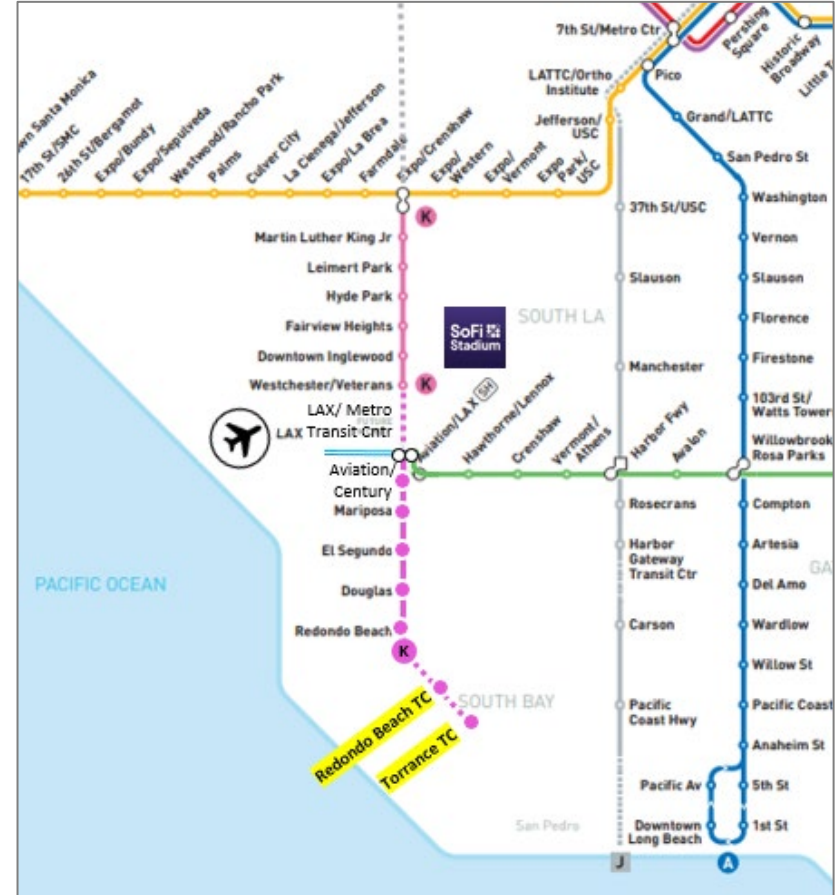 7th St/Metro Ctr
Pershing
Square
Historic
Broadway
Little T
LATTC/Ortho
Institute
Pico
Jefferson/
USC
Grand/LATTC
San Pedro St
wn Santa Monica
17th St/SMC
26th St/Bergamot
Expo/Bundy
Expo/Sepulveda
Westwood/Rancho Park
Palms
Culver City
La Cienega/Jefferson
Expo/La Brea
Farmdale
Expo/Crenshaw
Expo/
Western
Expo/
Vermont
Expo
Park/
USC
Washington
37th St/USC
K
Martin Luther King Jr
Vernon
Leimert Park
Slauson
Slauson
Hyde Park
SoFi
Stadium
SOUTH LA
Florence
Fairview Heights
Downtown Inglewood
Firestone
Manchester
Westchester/Veterans
K
103rd St/
Watts Tower
LAX/ Metro
Transit Cntr
LAX
Aviation/LAX
SH
Hawthorne/Lennox
Crenshaw
Vermont/
Athens
Harbor Fwy
Avalon
Willowbrook
Rosa Parks
Aviation/
Century
Mariposa
Rosecrans
Compton
El Segundo
Harbor
Gateway
Transit Ctr
Artesia
GA
PACIFIC OCEAN
Douglas
Del Amo
Redondo Beach
Carson
Wardlow
K
Willow St
SOUTH BAY
Redondo Beach TC
Torrance TC
Pacific
Coast Hwy
Pacific Coast
Anaheim St
Pacific Av
5th St
San Pedro
Downtown
Long Beach
1st St
J
A